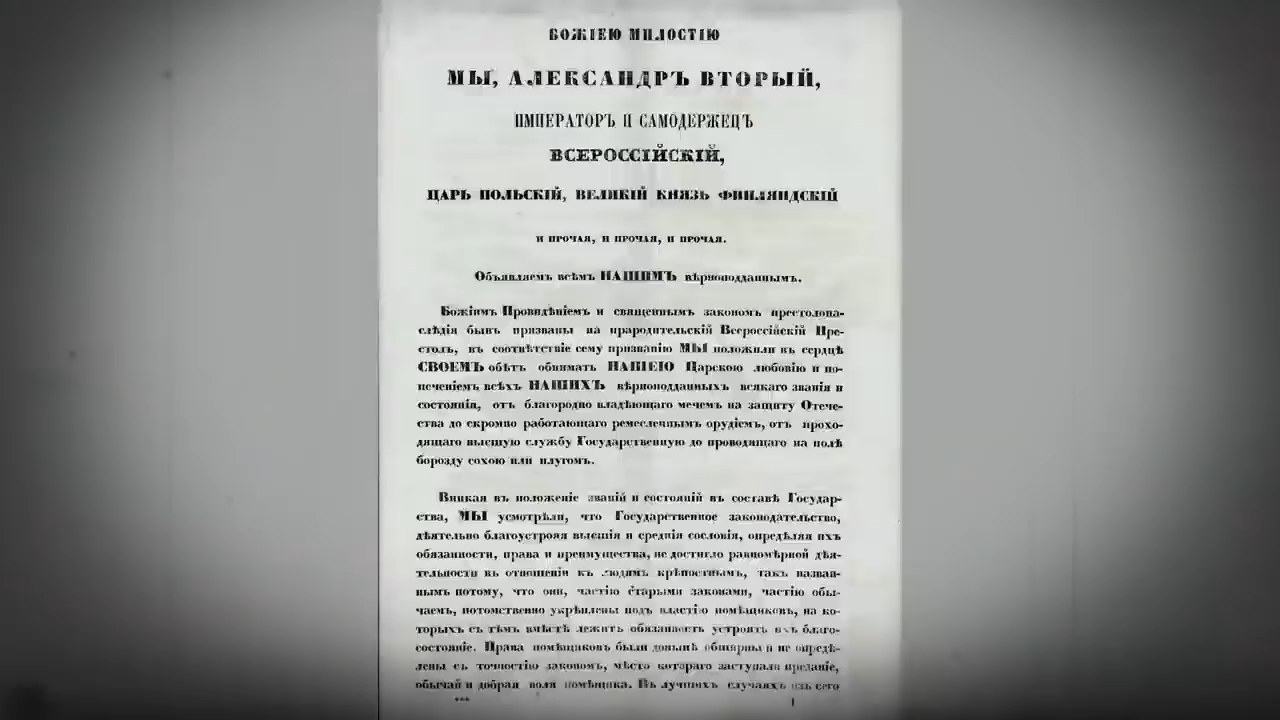 БОЖІЕЮ МИЛОСТІЮ
МЫ, АЛЕКСАНДРЪ ВТОРЫЙ,
ИМПЕРАТОРЪ И САМОДЕРЖЕЦЪ
ВСЕРОССІЙСКІЙ,
ЦАРЬ ПОЛЬСКІЙ, ВЕЛИКІЙ КНЯЗЬ ФИНЛЯНДСКІЙ
И ПРОЧАЯ, И ПРОЧАЯ, И ПРОЧАЯ.
Объявляемъ всѣмъ НАШИМЪ вѣрноподданнымъ.
Божіимъ Провидѣніемъ и священнымъ закономъ престолона-
слѣдія бывъ призваны на прародительскій Всероссійскій Пре-
столъ, въ соотвѣтствіе сему призванію МЫ положили въ сердцѣ
СВОЕМЪ обѣтъ обнимать НАШЕЮ Царскою любовію и по-
печеніемъ всѣхъ НАШИХЪ вѣрноподданныхъ всякаго званія и
состоянія, отъ благородно владѣющаго мечемъ на защиту Отече-
ства до скромно работающаго ремесленнымъ орудіемъ, отъ прохо-
дящаго высшую службу Государственную до проводящаго на полѣ
борозду сохою или плугомъ.
Вникая въ положеніе званій и состояній въ составѣ Государ-
ства, МЫ усмотрѣли, что Государственное законодательство,
дѣятельно благоустрояя высшія и среднія сословія, опредѣляя ихъ
обязанности, права и преимущества, не достигло равномѣрной дѣя-
тельности въ отношеніи къ людямъ крѣпостнымъ, такъ назван-
нымъ потому, что они, частію старыми законами, частію обы-
чаемъ, потомственно укрѣплены подъ властію помѣщиковъ, на ко-
торыхъ съ тѣмъ вмѣстѣ лежитъ обязанность устроять ихъ благо-
состояніе. Права помѣщиковъ были донынѣ обширны и не опредѣ-
лены съ точностію закономъ, мѣсто котораго заступали преданіе,
обычай и добрая воля помѣщика. Въ лучшихъ случаяхъ изъ сего
*** 1